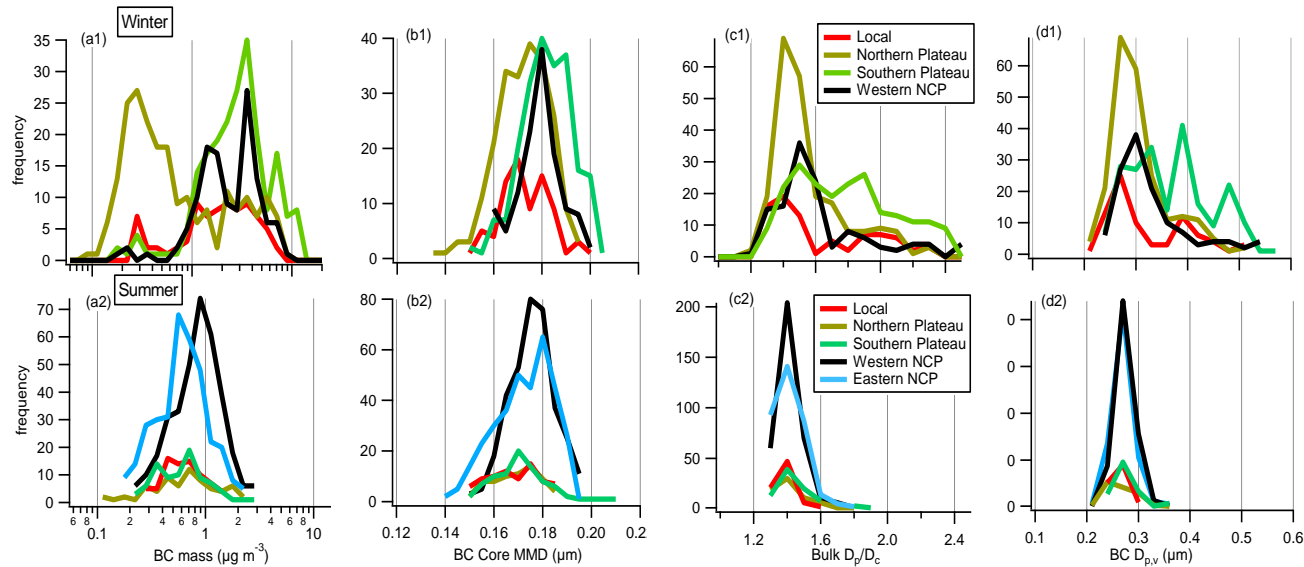 Winter
(a1)
35
30
25
20
15
10
5
0
frequency
(b1)
40
30
20
10
0
(c1)
60
50
40
30
20
10
0
Local
Northern Plateau
Southern Plateau
Western NCP
(d1)
60
50
40
30
20
10
0
Summer
(a2)
70
60
50
40
30
20
10
0
frequency
6 8 2 4 6 8 2 4 6 8
0.1 1 10
BC mass (µg m-3)
(b2)
80
60
40
20
0
0.12 0.14 0.16 0.18 0.20
BC Core MMD (µm)
(c2)
200
150
100
50
0
Local
Northern Plateau
Southern Plateau
Western NCP
Eastern NCP
1.2 1.6 2.0 2.4
Bulk Dp/Dc
(d2)
0
0
0
0
0
0.1 0.2 0.3 0.4 0.5 0.6
BC Dp,v (µm)